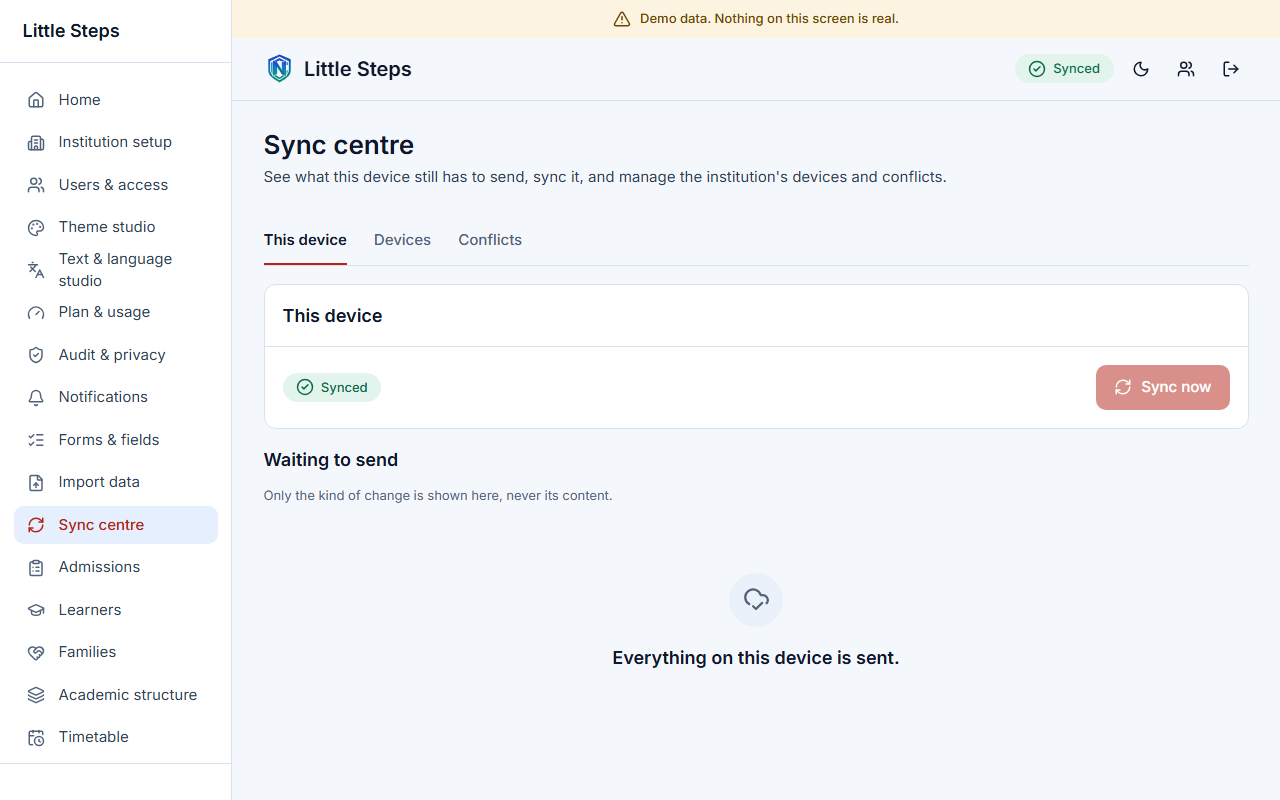 Little Steps
Home
Institution setup
Users & access
Theme studio
Text & language
studio
Plan & usage
Audit & privacy
Notifications
Forms & fields
Import data
Sync centre
Admissions
Learners
Families
Academic structure
Timetable
Demo data. Nothing on this screen is real.
Little Steps
Synced
Sync centre
See what this device still has to send, sync it, and manage the institution's devices and conflicts.
This device
Devices
Conflicts
This device
Synced
Sync now
Waiting to send
Only the kind of change is shown here, never its content.
Everything on this device is sent.